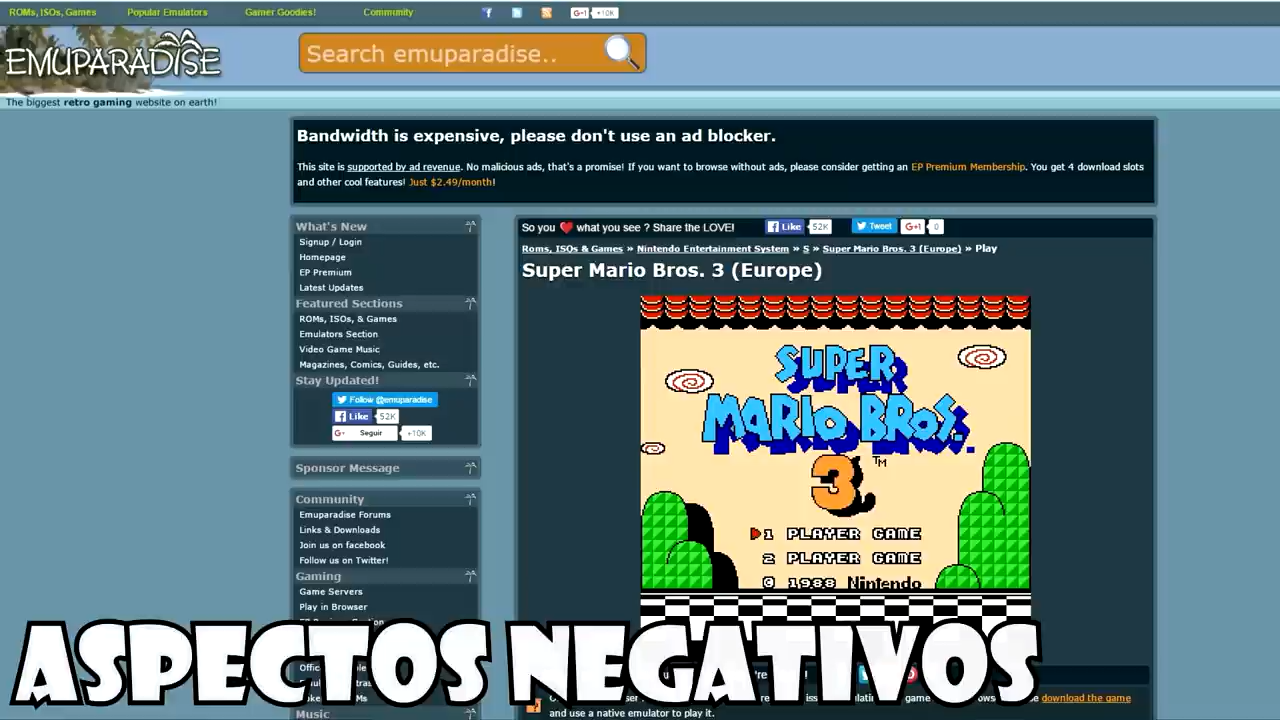 ROMs, ISOs, Games Popular Emulators Gamer Goodies! Community G+1 +10K
EMUPARADISE
Search emuparadise..
The biggest retro gaming website on earth!
Bandwidth is expensive, please don't use an ad blocker.
This site is supported by ad revenue. No malicious ads, that's a promise! If you want to browse without ads, please consider getting an EP Premium Membership. You get 4 download slots
and other cool features! Just $2.49/month!
What's New
Signup / Login
Homepage
EP Premium
Latest Updates
Featured Sections
ROMs, ISOs, & Games
Emulators Section
Video Game Music
Magazines, Comics, Guides, etc.
Stay Updated!
Follow @emuparadise
Like 52K
G+ Seguir +10K
Sponsor Message
Community
Emuparadise Forums
Links & Downloads
Join us on facebook
Follow us on Twitter!
Gaming
Game Servers
Play in Browser
So you ❤ what you see ? Share the LOVE! Like 52K Tweet G+1 0
Roms, ISOs & Games » Nintendo Entertainment System » S » Super Mario Bros. 3 (Europe) » Play
Super Mario Bros. 3 (Europe)
SUPER
MARIO BROS.
3 TM
1 PLAYER GAME
2 PLAYER GAME
© 1988 Nintendo
ASPECTOS NEGATIVOS
download the game
and use a native emulator to play it.
Music